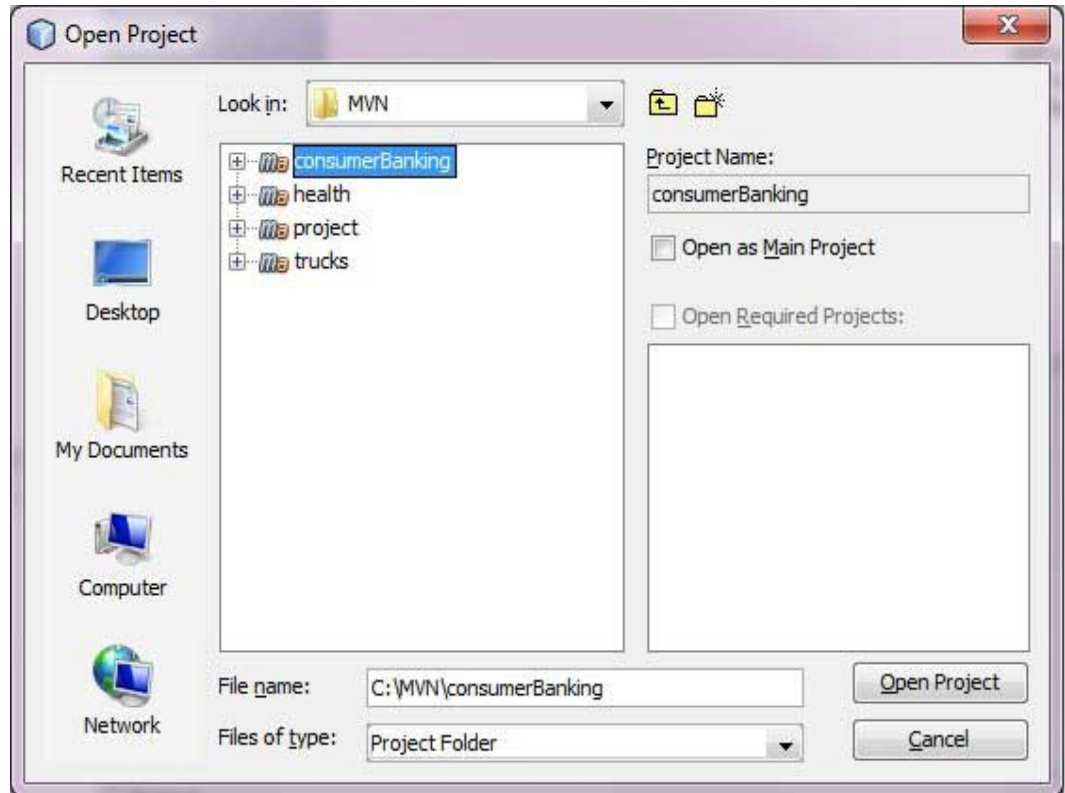 Open Project
Look in:
MVN
Recent Items
Desktop
My Documents
Computer
Network
consumerBanking
health
project
trucks
Project Name:
consumerBanking
Open as Main Project
Open Required Projects:
File name:
C:\MVN\consumerBanking
Open Project
Files of type:
Project Folder
Cancel